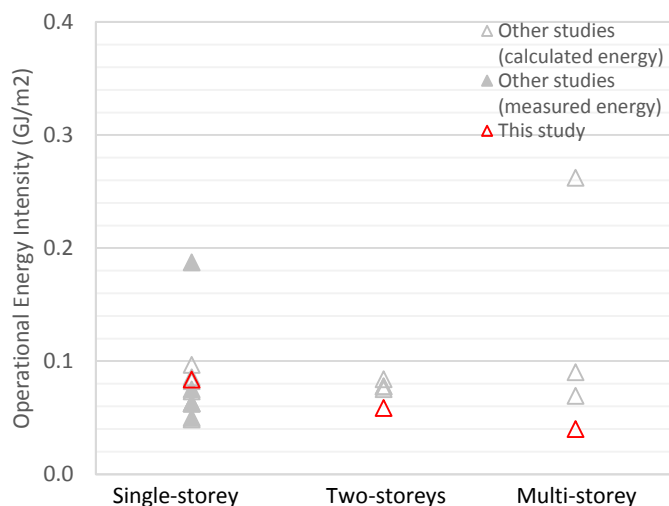 0.4
0.3
0.2
0.1
0.0
Operational Energy Intensity (GJ/m2)
Other studies
(calculated energy)
Other studies
(measured energy)
This study
Single-storey
Two-storeys
Multi-storey